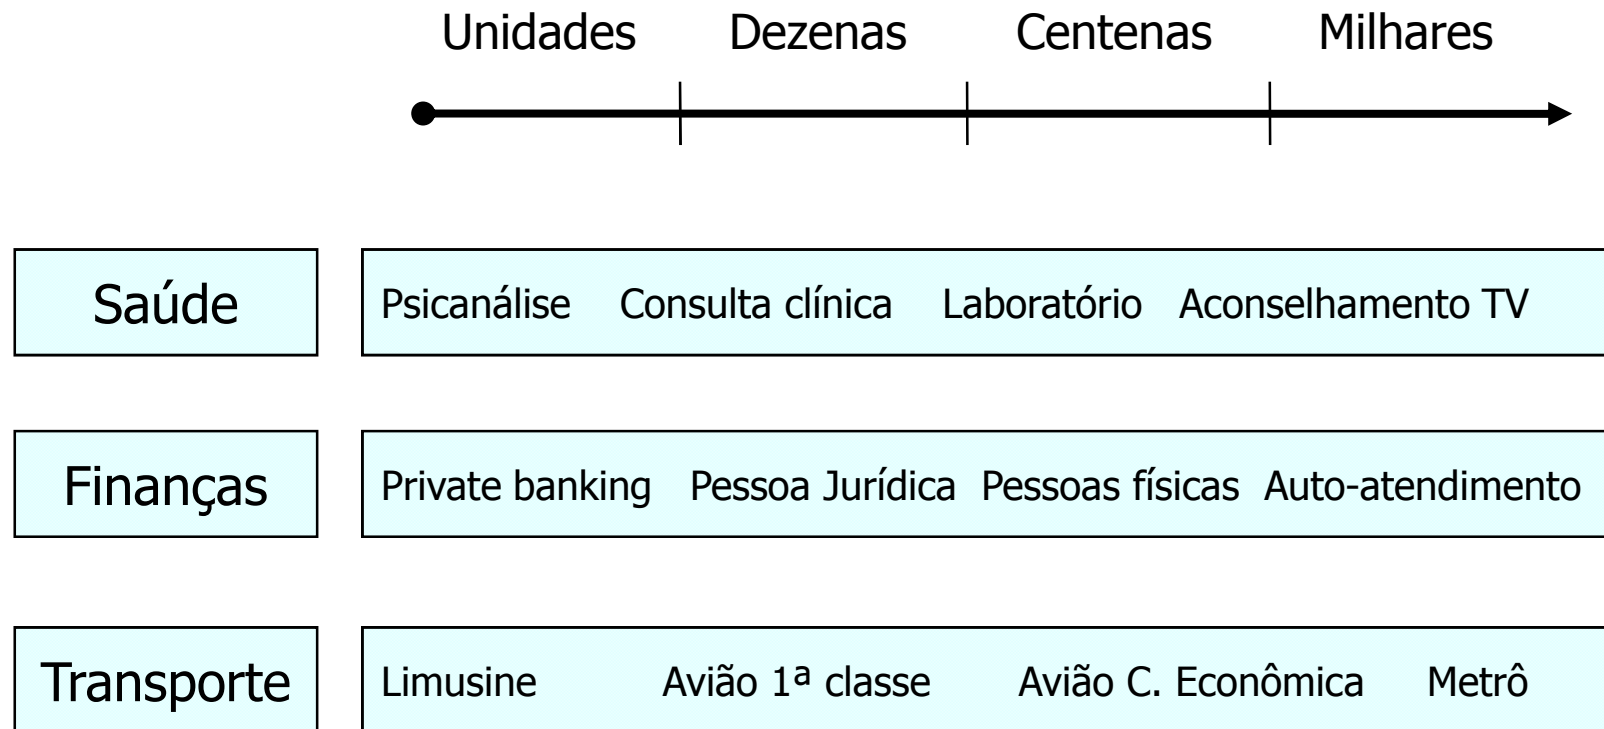 Unidades Dezenas Centenas Milhares
Saúde Psicanálise Consulta clínica Laboratório Aconselhamento TV
Finanças Private banking Pessoa Jurídica Pessoas físicas Auto-atendimento
Transporte Limusine Avião 1ª classe Avião C. Econômica Metrô